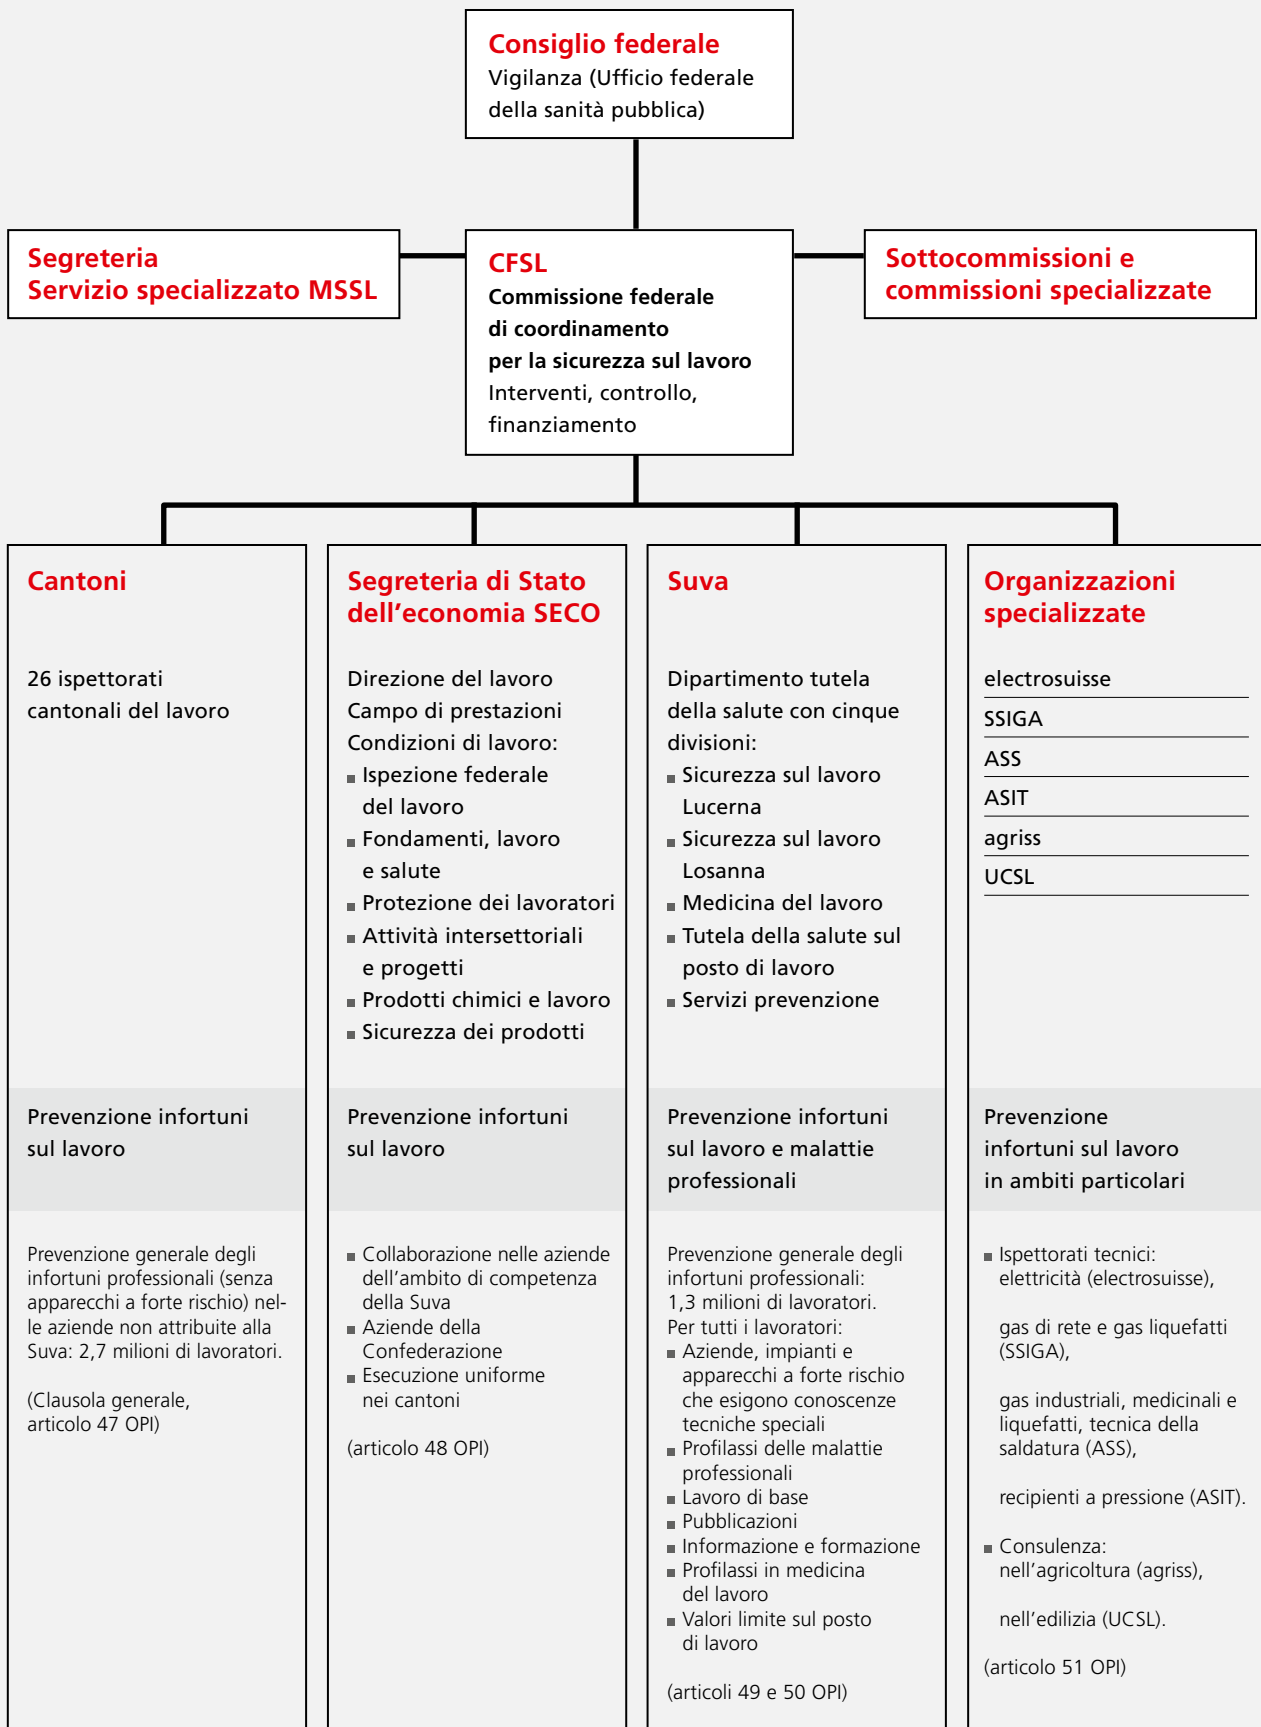 Consiglio federale
Vigilanza (Ufficio federale
della sanità pubblica)
Segreteria
Servizio specializzato MSSL
CFSL
Commissione federale
di coordinamento
per la sicurezza sul lavoro
Interventi, controllo,
finanziamento
Sottocommissioni e
commissioni specializzate
Cantoni
26 ispettorati
cantonali del lavoro
Prevenzione infortuni
sul lavoro
Prevenzione generale degli
infortuni professionali (senza
apparecchi a forte rischio) nel-
le aziende non attribuite alla
Suva: 2,7 milioni di lavoratori.
(Clausola generale,
articolo 47 OPI)
Segreteria di Stato
dell'economia SECO
Direzione del lavoro
Campo di prestazioni
Condizioni di lavoro:
■ Ispezione federale
del lavoro
■ Fondamenti, lavoro
e salute
■ Protezione dei lavoratori
■ Attività intersettoriali
e progetti
■ Prodotti chimici e lavoro
■ Sicurezza dei prodotti
Prevenzione infortuni
sul lavoro
■ Collaborazione nelle aziende
dell'ambito di competenza
della Suva
■ Aziende della
Confederazione
■ Esecuzione uniforme
nei cantoni
(articolo 48 OPI)
Suva
Dipartimento tutela
della salute con cinque
divisioni:
■ Sicurezza sul lavoro
Lucerna
■ Sicurezza sul lavoro
Losanna
■ Medicina del lavoro
■ Tutela della salute sul
posto di lavoro
■ Servizi prevenzione
Prevenzione infortuni
sul lavoro e malattie
professionali
Prevenzione generale degli
infortuni professionali:
1,3 milioni di lavoratori.
Per tutti i lavoratori:
■ Aziende, impianti e
apparecchi a forte rischio
che esigono conoscenze
tecniche speciali
■ Profilassi delle malattie
professionali
■ Lavoro di base
■ Pubblicazioni
■ Informazione e formazione
■ Profilassi in medicina
del lavoro
■ Valori limite sul posto
di lavoro
(articoli 49 e 50 OPI)
Organizzazioni
specializzate
electrosuisse
SSIGA
ASS
ASIT
agriss
UCSL
Prevenzione
infortuni sul lavoro
in ambiti particolari
■ Ispettorati tecnici:
elettricità (electrosuisse),
gas di rete e gas liquefatti
(SSIGA),
gas industriali, medicinali e
liquefatti, tecnica della
saldatura (ASS),
recipienti a pressione (ASIT).
■ Consulenza:
nell'agricoltura (agriss),
nell'edilizia (UCSL).
(articolo 51 OPI)